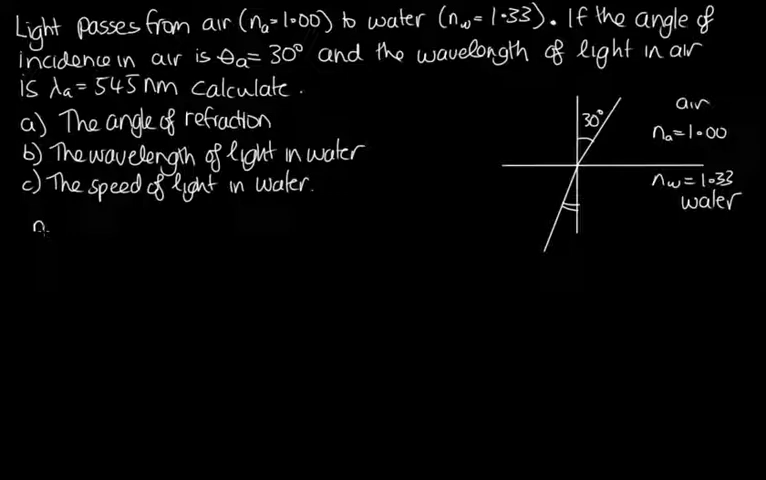 Light passes from air (na=1·00) to water (nw=1·33). If the angle of
incidence in air is θa=30° and the wavelength of light in air
is λa=545nm calculate.
a) The angle of refraction
b) The wavelength of light in water
c) The speed of light in water.
30°
air
na=1·00
nw=1·33
water
n